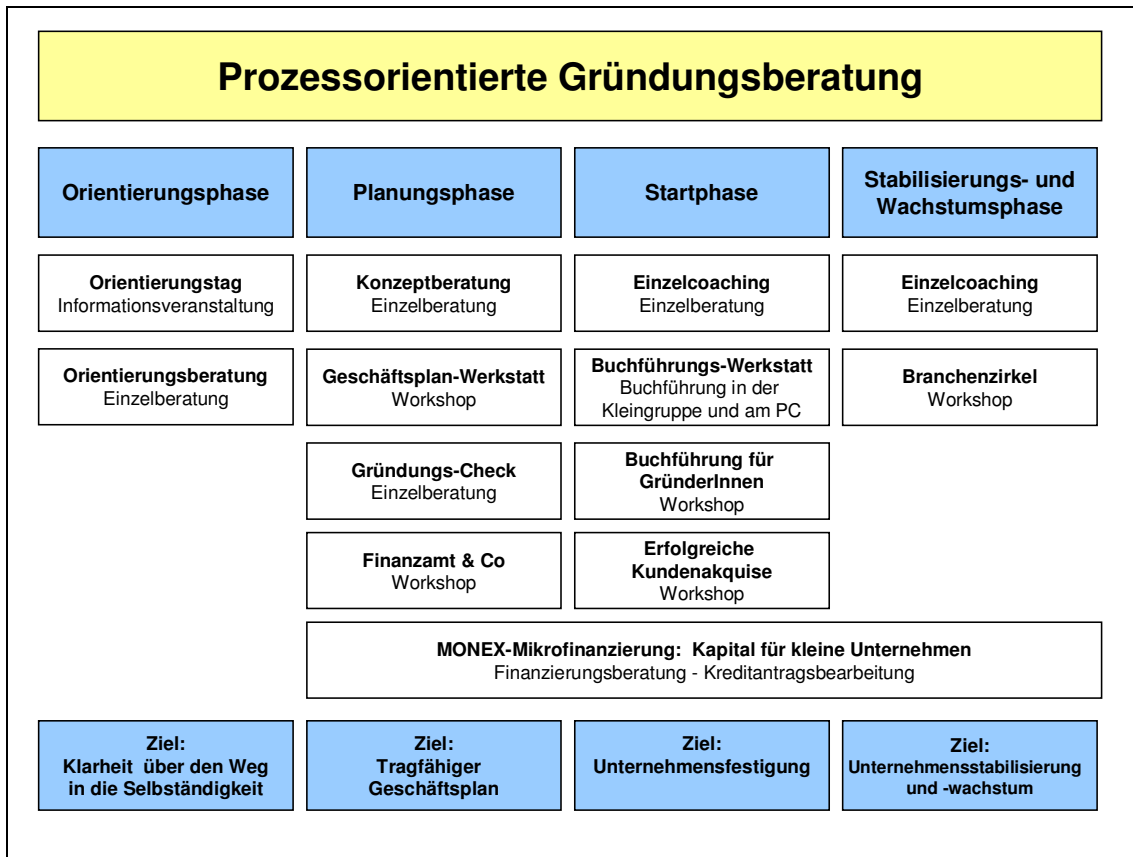 Prozessorientierte Gründungsberatung
Orientierungsphase
Planungsphase
Startphase
Stabilisierungs- und
Wachstumsphase
Orientierungstag
Informationsveranstaltung
Konzeptberatung
Einzelberatung
Einzelcoaching
Einzelberatung
Einzelcoaching
Einzelberatung
Orientierungsberatung
Einzelberatung
Geschäftsplan-Werkstatt
Workshop
Buchführungs-Werkstatt
Buchführung in der
Kleingruppe und am PC
Branchenzirkel
Workshop
Gründungs-Check
Einzelberatung
Buchführung für
GründerInnen
Workshop
Finanzamt & Co
Workshop
Erfolgreiche
Kundenakquise
Workshop
MONEX-Mikrofinanzierung: Kapital für kleine Unternehmen
Finanzierungsberatung - Kreditantragsbearbeitung
Ziel:
Klarheit über den Weg
in die Selbständigkeit
Ziel:
Tragfähiger
Geschäftsplan
Ziel:
Unternehmensfestigung
Ziel:
Unternehmensstabilisierung
und -wachstum